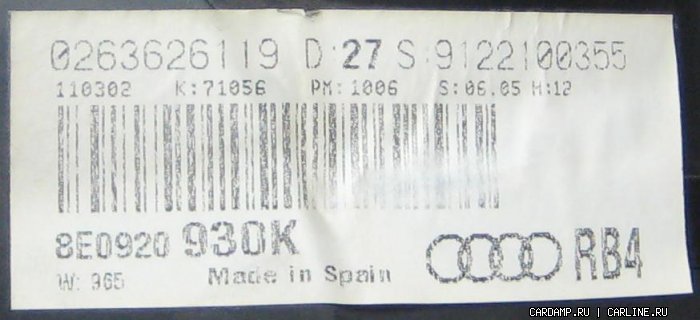 0263626119 D:27 S:9122100355
110302 K:71056 PM:1006 S:06.05 H:12
8E0920 930K
RB4
W: 965 Made in Spain
CARDAMP.RU | CARLINE.RU